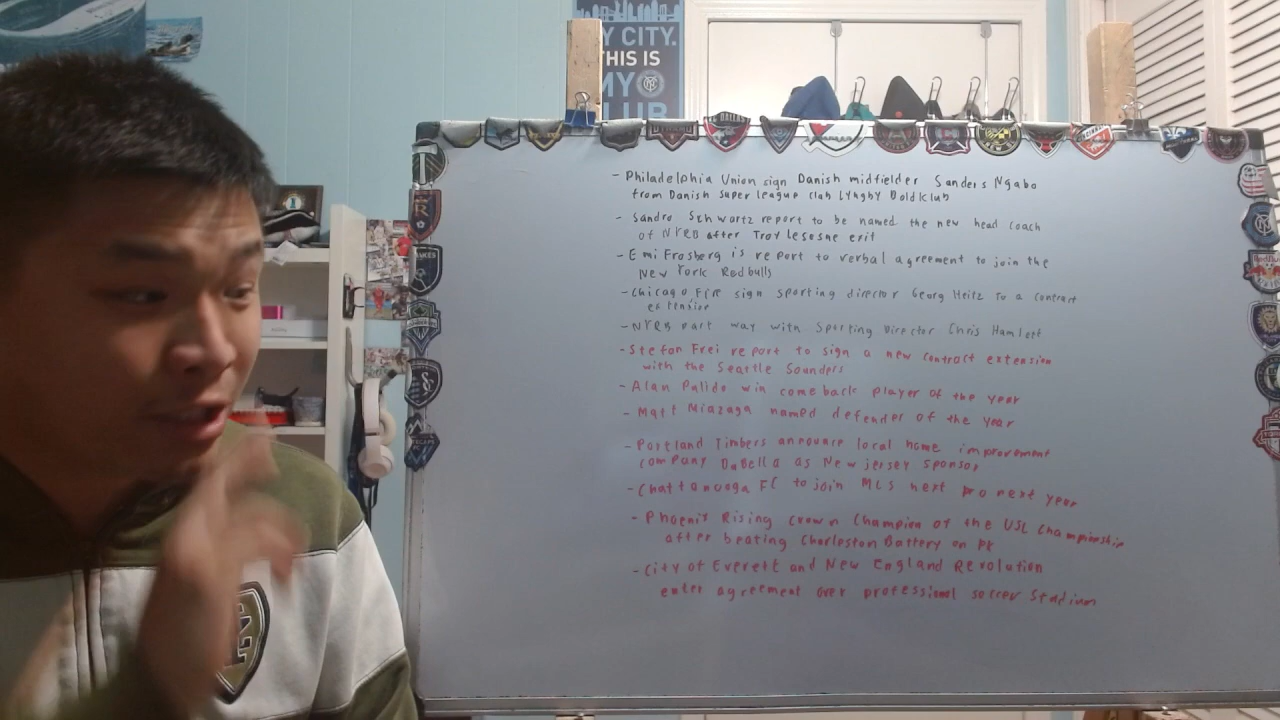 Y CITY.
THIS IS
MY
CLUB
DALLAS
- Philadelphia Union sign Danish midfielder Sanders Ngabo
from Danish super league club Lyngby Boldklub
- Sandro Schwartz report to be named the new head coach
of NYRB after Troy Lesesne exit
- Emi Frosberg is report to verbal agreement to join the
New York Redbulls
- Chicago Fire sign sporting director Georg Heitz to a contract
extension
- NYRB part way with Sporting Director Chris Hamlett
- Stefan Frei report to sign a new contract extension
with the Seattle Sounders
- Alan Pulido win comeback player of the year
- Matt Miazaga named defender of the year
- Portland Timbers announce local home improvement
company DaBella as New jersey sponsor
- Chattanooga FC to join MLS next pro next year
- Phoenix Rising crown Champion of the USL Championship
after beating Charleston Battery on PK
- City of Everett and New England Revolution
enter agreement over professional soccer Stadium